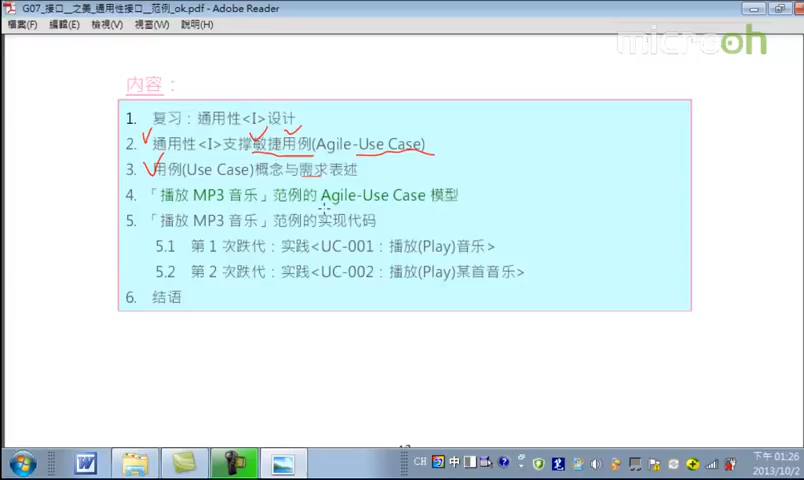 G07_接口__之美_通用性接口__范例_ok.pdf - Adobe Reader
檔案(F) 編輯(E) 檢視(V) 視窗(W) 說明(H)
microoh
内容：
1. 复习：通用性<I>设计
2. 通用性<I>支撑敏捷用例(Agile-Use Case)
3. 用例(Use Case)概念与需求表述
4. 「播放 MP3 音乐」范例的 Agile-Use Case 模型
5. 「播放 MP3 音乐」范例的实现代码
5.1 第 1 次跌代：实践<UC-001：播放(Play)音乐>
5.2 第 2 次跌代：实践<UC-002：播放(Play)某首音乐>
6. 结语
CH 中
下午 01:26
2013/10/2